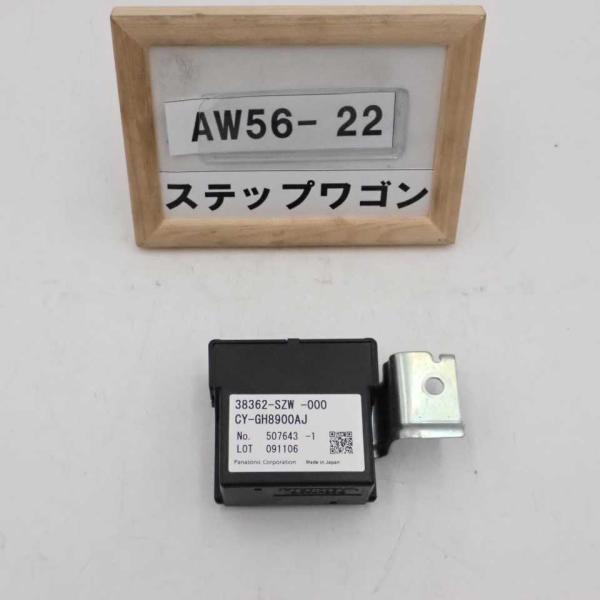 AW56- 22
ステップワゴン
38362-SZW -000
CY-GH8900AJ
No. 507643 -1
LOT 091106
Panasonic Corporation Made in Japan